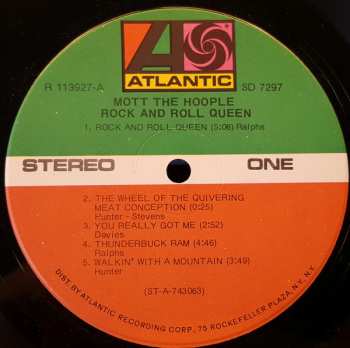 A
ATLANTIC
R 113927-A SD 7297
MOTT THE HOOPLE
ROCK AND ROLL QUEEN
1. ROCK AND ROLL QUEEN (5:08) Ralphs
STEREO ONE
2. THE WHEEL OF THE QUIVERING
MEAT CONCEPTION (0:25)
Hunter - Stevens
3. YOU REALLY GOT ME (2:52)
Davies
4. THUNDERBUCK RAM (4:46)
Ralphs
5. WALKIN' WITH A MOUNTAIN (3:49)
Hunter
(ST-A-743063)
DIST. BY ATLANTIC RECORDING CORP., 75 ROCKEFELLER PLAZA, N.Y., N.Y.